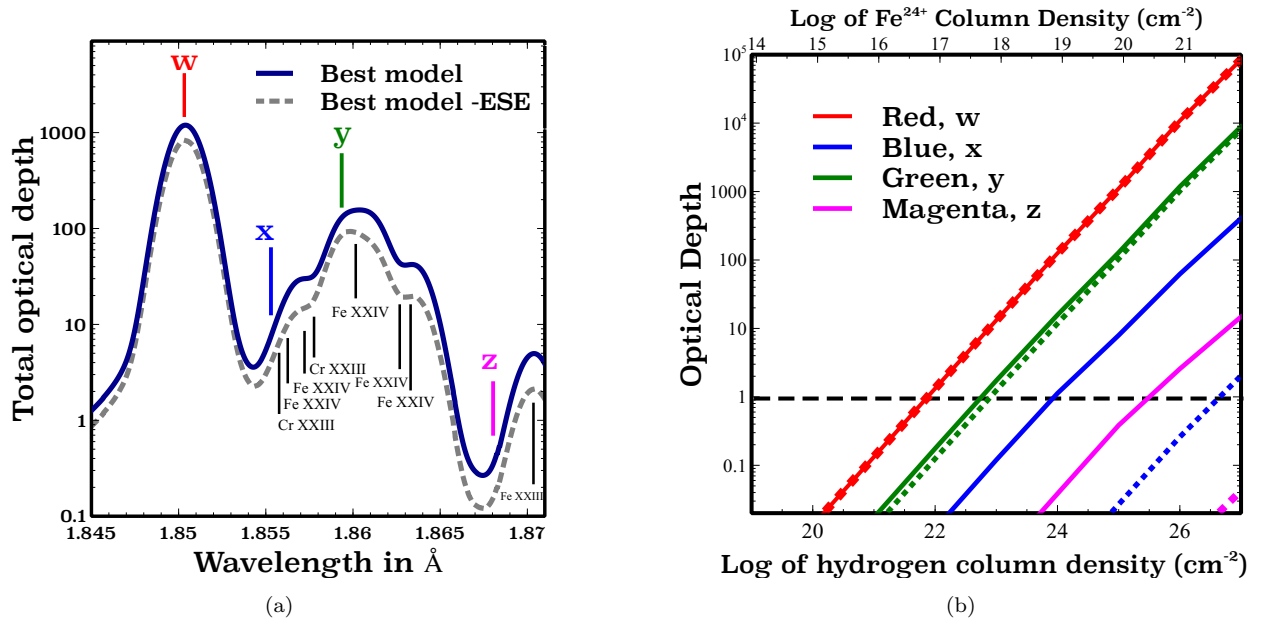 w
Best model
Best model -ESE
y
x
z
Fe XXIV
Cr XXIII
Fe XXIV
Fe XXIV
Cr XXIII
Fe XXIV
Fe XXIV
Fe XXIII
Total optical depth
1000
100
10
1
0.1
1.845 1.85 1.855 1.86 1.865 1.87
Wavelength in Å
(a)
Log of Fe24+ Column Density (cm-2)
14 15 16 17 18 19 20 21
Red, w
Blue, x
Green, y
Magenta, z
Optical Depth
10⁵
10⁴
1000
100
10
1
0.1
20 22 24 26
Log of hydrogen column density (cm-2)
(b)